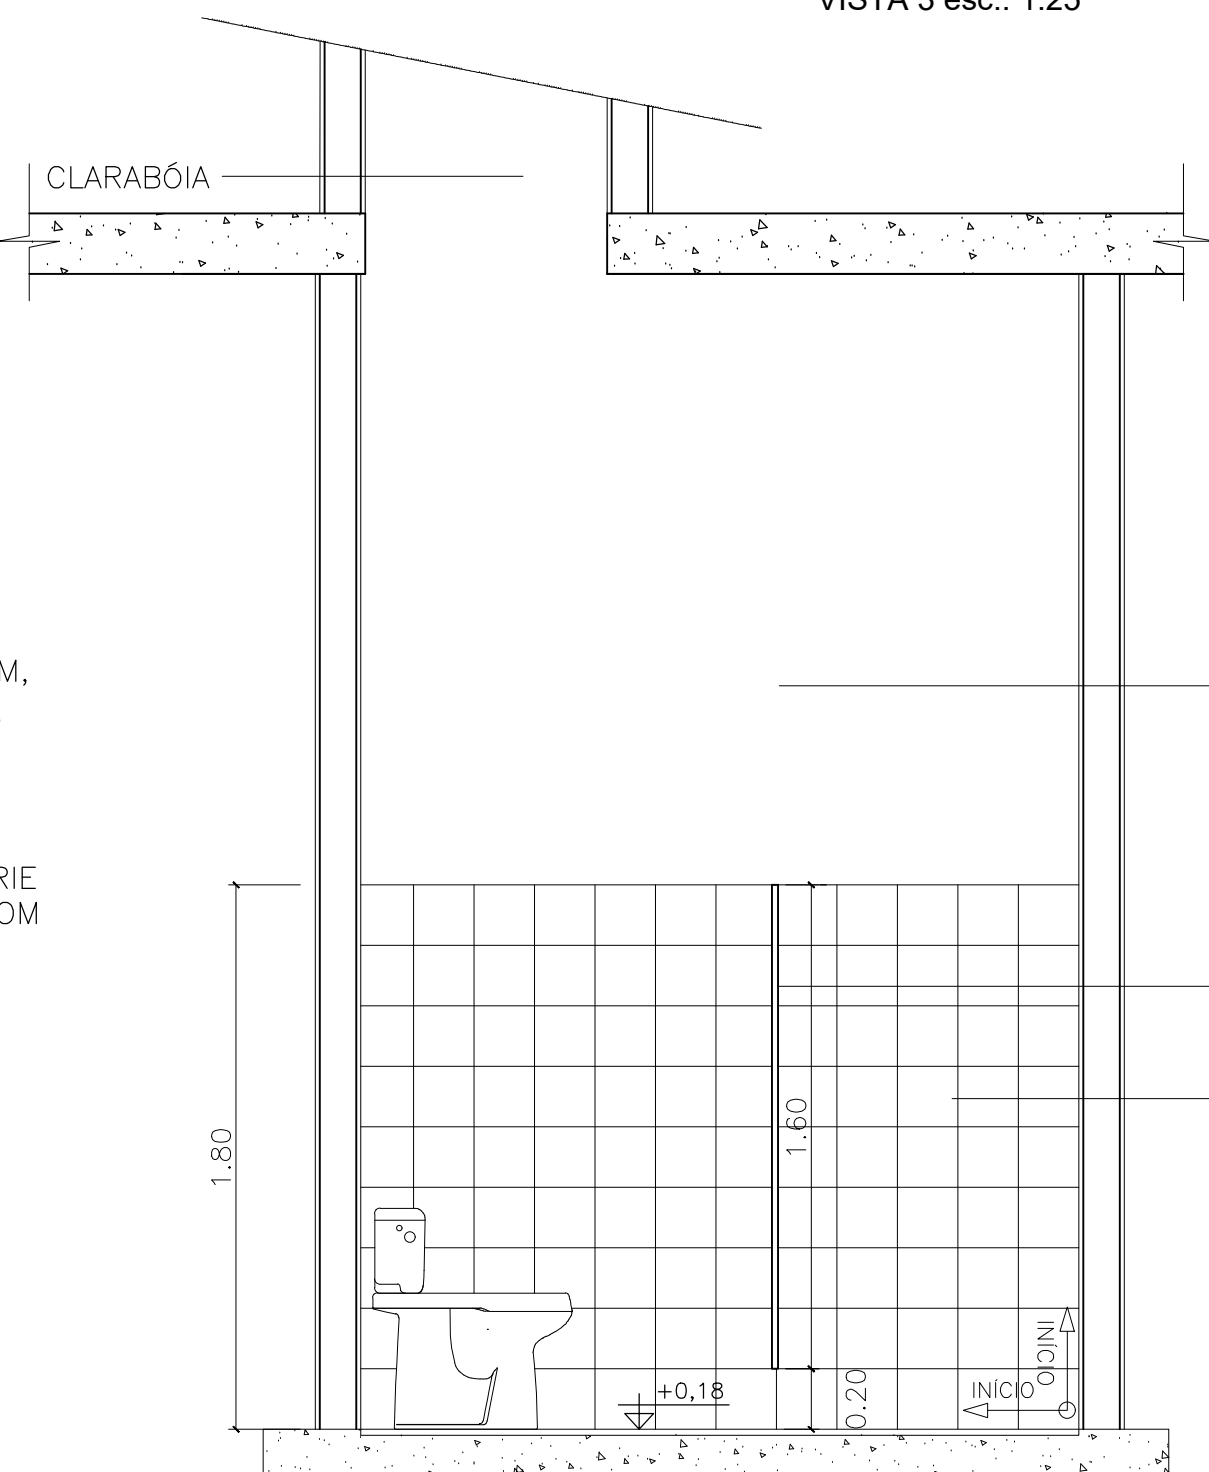 VISTA 3 esc.: 1:25
CLARABÓIA
M,
RIE
OM
1.80
1.60
0.20
+0,18
INÍCIO
INÍCIO